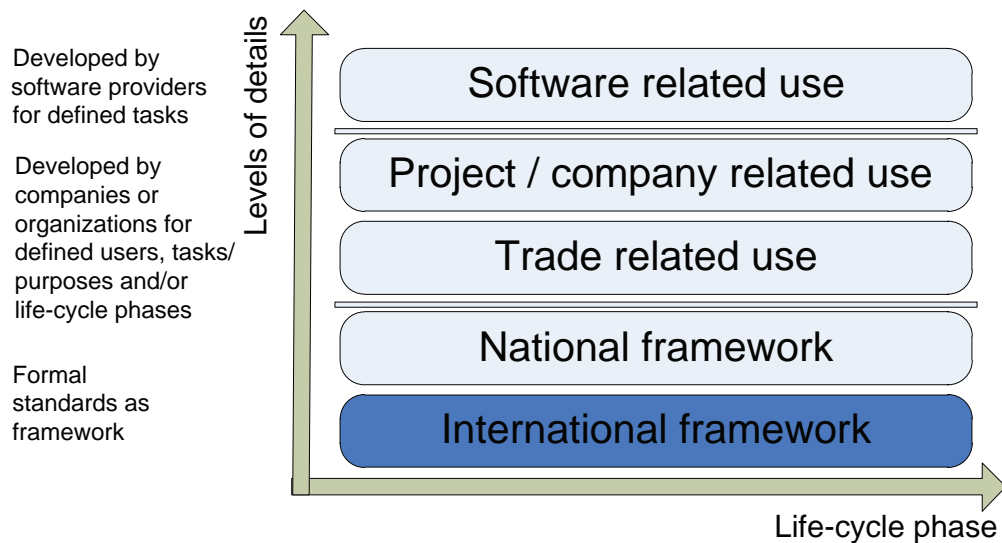 Developed by
software providers
for defined tasks
Developed by
companies or
organizations for
defined users, tasks/
purposes and/or
life-cycle phases
Formal
standards as
framework
Levels of details
Software related use
Project / company related use
Trade related use
National framework
International framework
Life-cycle phase